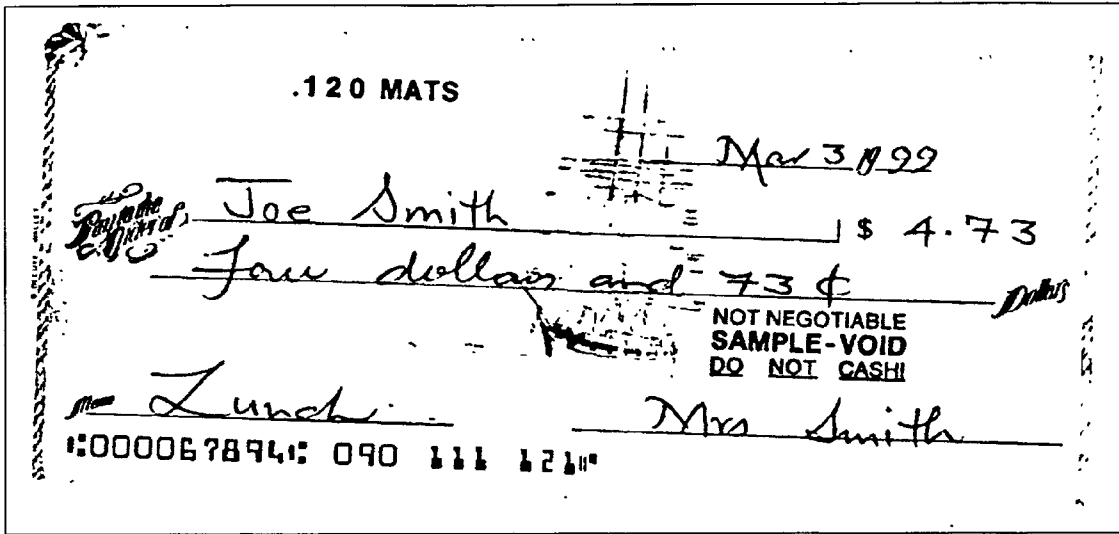 .120 MATS
Mar 3 1999
Pay to the Order of Joe Smith $ 4.73
Four dollars and 73 ¢ Dollars
NOT NEGOTIABLE
SAMPLE-VOID
DO NOT CASH!
Memo Lunch Mrs Smith
⑆000067894⑆ 090 111 121⑈